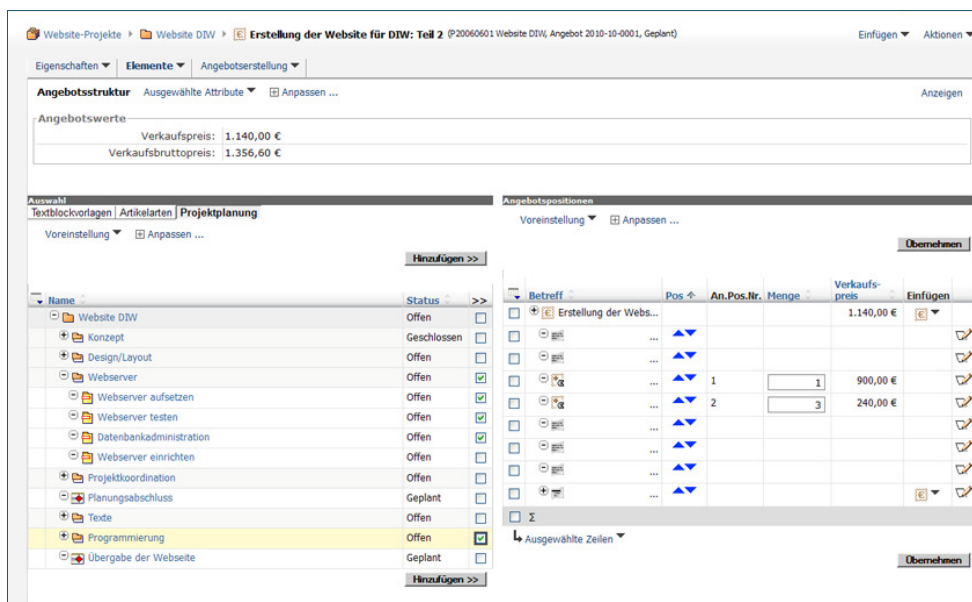 Website-Projekte Website DIW Erstellung der Website für DIW: Teil 2 (P20060601 Website DIW, Angebot 2010-10-0001, Geplant) Einfügen Aktionen
Eigenschaften Elemente Angebotserstellung
Angebotsstruktur Ausgewählte Attribute Anpassen ... Anzeigen
Angebotswerte
Verkaufspreis: 1.140,00 €
Verkaufsbruttopreis: 1.356,60 €
Auswahl
Textblockvorlagen Artikelarten Projektplanung
Voreinstellung Anpassen ...
Hinzufügen >>
Name Status >>
Website DIW Offen
Konzept Geschlossen
Design/Layout Offen
Webserver Offen
Webserver aufsetzen Offen
Webserver testen Offen
Datenbankadministration Offen
Webserver einrichten Offen
Projektkoordination Offen
Planungsabschluss Geplant
Texte Offen
Programmierung Offen
Übergabe der Webseite Geplant
Hinzufügen >>
Angebotspositionen
Voreinstellung Anpassen ...
Übernehmen
Betreff Pos An.Pos.Nr. Menge Verkaufs-
preis Einfügen
Erstellung der Webs... 1.140,00 € €
...
...
... 1 1 900,00 €
... 2 3 240,00 €
...
...
...
... €
Σ
Ausgewählte Zeilen
Übernehmen